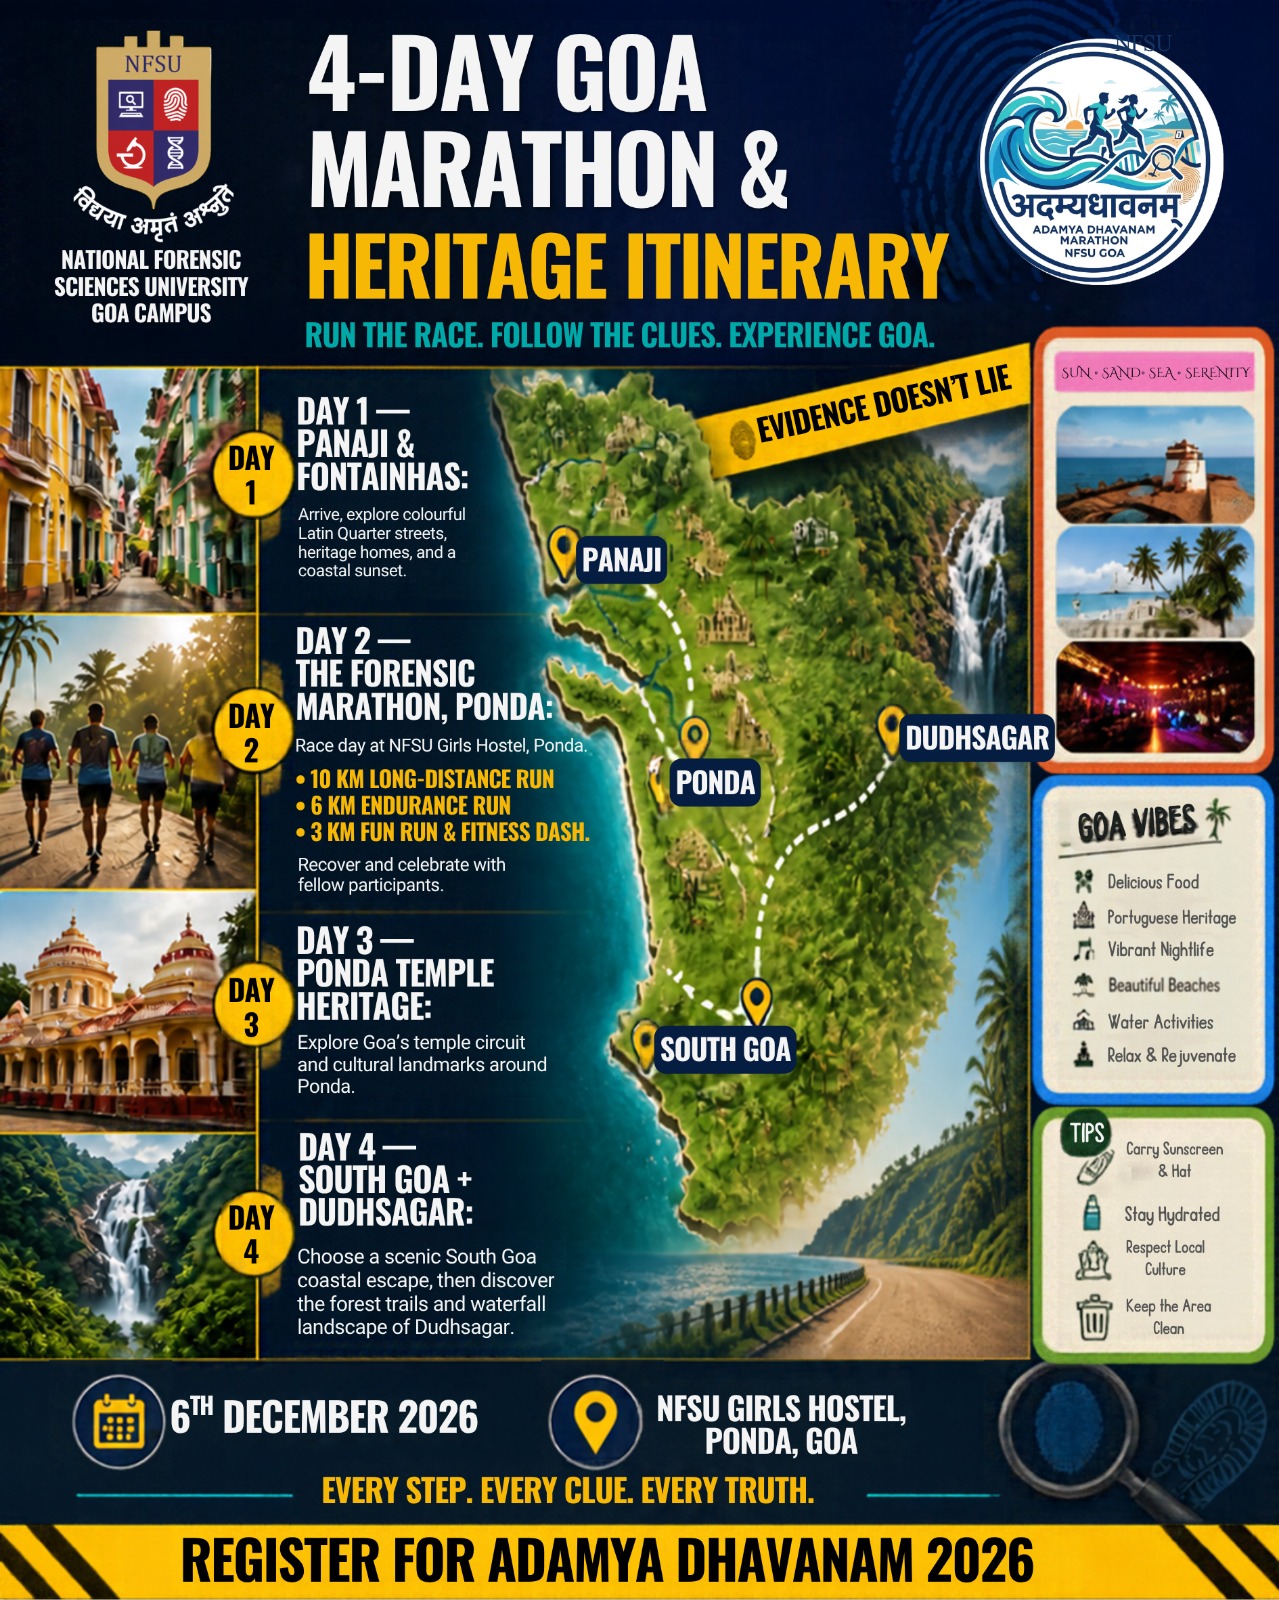 NFSU
विद्यया अमृतं अश्नुते
NATIONAL FORENSIC
SCIENCES UNIVERSITY
GOA CAMPUS
4-DAY GOA
MARATHON &
HERITAGE ITINERARY
RUN THE RACE. FOLLOW THE CLUES. EXPERIENCE GOA.
NFSU
अदम्यधावनम्
ADAMYA DHAVANAM
MARATHON
NFSU GOA
EVIDENCE DOESN'T LIE
DAY
1
DAY 1 —
PANAJI &
FONTAINHAS:
Arrive, explore colourful
Latin Quarter streets,
heritage homes, and a
coastal sunset.
DAY
2
DAY 2 —
THE FORENSIC
MARATHON, PONDA:
Race day at NFSU Girls Hostel, Ponda.
• 10 KM LONG-DISTANCE RUN
• 6 KM ENDURANCE RUN
• 3 KM FUN RUN & FITNESS DASH.
Recover and celebrate with
fellow participants.
DAY
3
DAY 3 —
PONDA TEMPLE
HERITAGE:
Explore Goa's temple circuit
and cultural landmarks around
Ponda.
DAY
4
DAY 4 —
SOUTH GOA +
DUDHSAGAR:
Choose a scenic South Goa
coastal escape, then discover
the forest trails and waterfall
landscape of Dudhsagar.
PANAJI
PONDA
DUDHSAGAR
SOUTH GOA
SUN • SAND • SEA • SERENITY
GOA VIBES
Delicious Food
Portuguese Heritage
Vibrant Nightlife
Beautiful Beaches
Water Activities
Relax & Rejuvenate
TIPS
Carry Sunscreen
& Hat
Stay Hydrated
Respect Local
Culture
Keep the Area
Clean
6TH DECEMBER 2026
NFSU GIRLS HOSTEL,
PONDA, GOA
EVERY STEP. EVERY CLUE. EVERY TRUTH.
REGISTER FOR ADAMYA DHAVANAM 2026